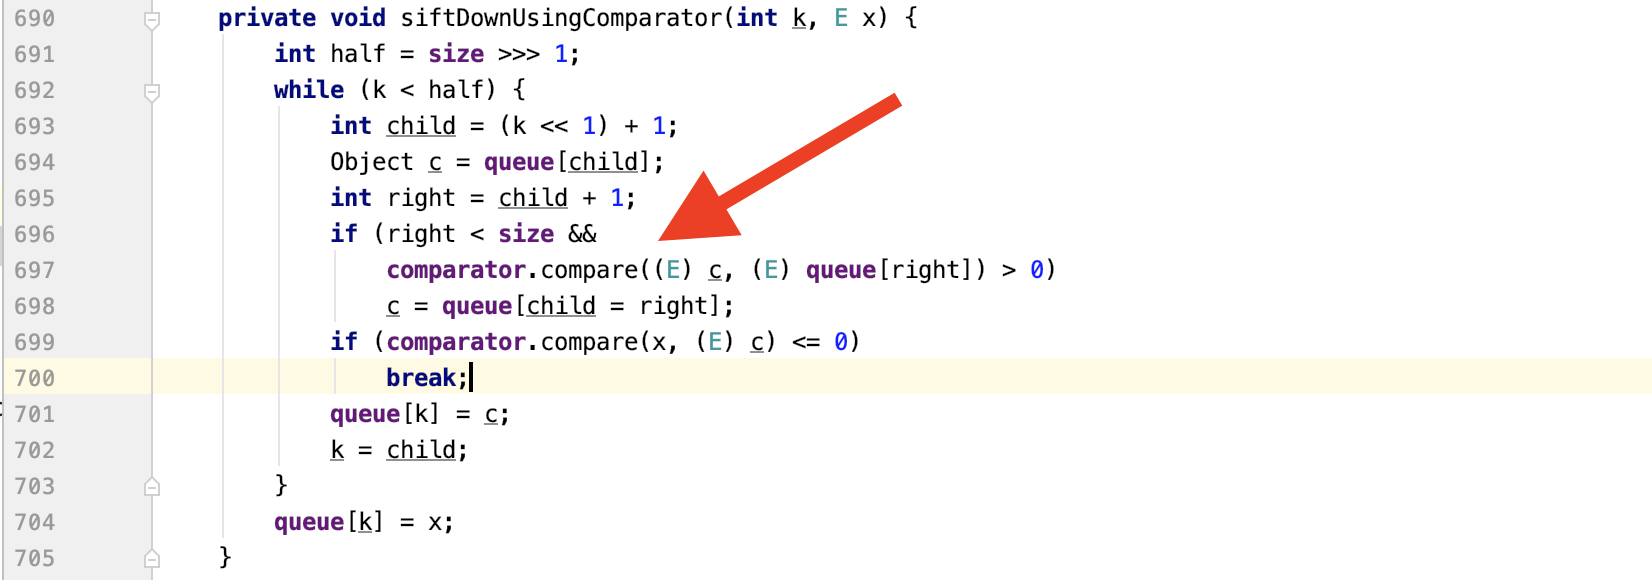 690 private void siftDownUsingComparator(int k, E x) {
691 int half = size >>> 1;
692 while (k < half) {
693 int child = (k << 1) + 1;
694 Object c = queue[child];
695 int right = child + 1;
696 if (right < size &&
697 comparator.compare((E) c, (E) queue[right]) > 0)
698 c = queue[child = right];
699 if (comparator.compare(x, (E) c) <= 0)
700 break;
701 queue[k] = c;
702 k = child;
703 }
704 queue[k] = x;
705 }